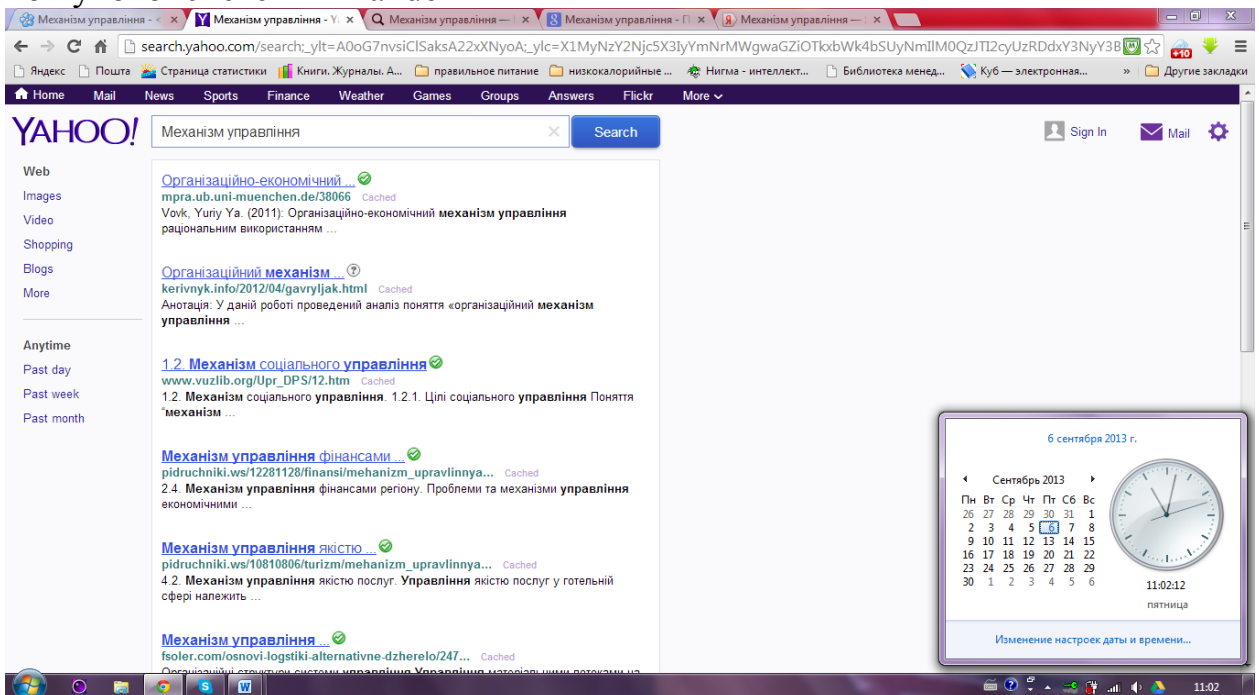 Механізм управління - <
Механізм управління - Y
Механізм управління —
Механізм управління - П
Механізм управління —
search.yahoo.com/search;_ylt=A0oG7nvsiClSaksA22xXNyoA;_ylc=X1MyNzY2Njc5X3IyYmNrMWgwaGZiOTkxbWk4bSUyNmIlM0QzJTI2cyUzRDdxY3NyY3B
+10
Яндекс Почта Страница статистики Книги. Журналы. А... правильное питание низкокалорийные ... Нигма - интеллект... Библиотека менед... Куб — электронная... » Другие закладки
Home Mail News Sports Finance Weather Games Groups Answers Flickr More
YAHOO! Механізм управління Search Sign In Mail
Web
Images
Video
Shopping
Blogs
More
Anytime
Past day
Past week
Past month
Організаційно-економічний ...
mpra.ub.uni-muenchen.de/38066 Cached
Vovk, Yuriy Ya. (2011): Організаційно-економічний механізм управління
раціональним використанням ...
Організаційний механізм ...
kerivnyk.info/2012/04/gavryljak.html Cached
Анотація: У даній роботі проведений аналіз поняття «організаційний механізм
управління ...
1.2. Механізм соціального управління
www.vuzlib.org/Upr_DPS/12.htm Cached
1.2. Механізм соціального управління. 1.2.1. Цілі соціального управління Поняття
“механізм ...
Механізм управління фінансами ...
pidruchniki.ws/12281128/finansi/mehanizm_upravlinnya... Cached
2.4. Механізм управління фінансами регіону. Проблеми та механізми управління
економічними ...
Механізм управління якістю ...
pidruchniki.ws/10810806/turizm/mehanizm_upravlinnya... Cached
4.2. Механізм управління якістю послуг. Управління якістю послуг у готельній
сфері належить ...
Механізм управління ...
fsoler.com/osnovi-logstiki-alternativne-dzherelo/247... Cached
Організаційні структури системи управління Управління матеріальними потоками на
6 сентября 2013 г.
Сентябрь 2013
Пн Вт Ср Чт Пт Сб Вс
26 27 28 29 30 31 1
2 3 4 5 6 7 8
9 10 11 12 13 14 15
16 17 18 19 20 21 22
23 24 25 26 27 28 29
30 1 2 3 4 5 6
11:02:12
пятница
Изменение настроек даты и времени...
11:02